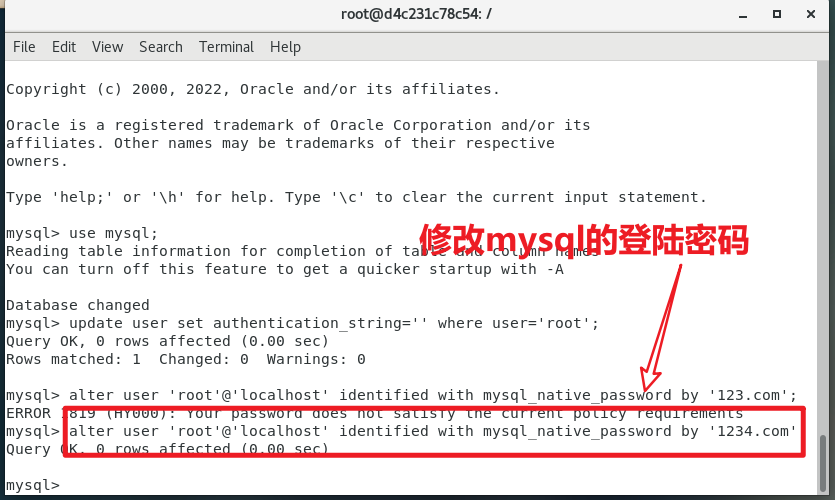 root@d4c231c78c54: /
File Edit View Search Terminal Help
Copyright (c) 2000, 2022, Oracle and/or its affiliates.
Oracle is a registered trademark of Oracle Corporation and/or its
affiliates. Other names may be trademarks of their respective
owners.
Type 'help;' or '\h' for help. Type '\c' to clear the current input statement.
mysql> use mysql;
修改mysql的登陆密码
Reading table information for completion of table and column names
You can turn off this feature to get a quicker startup with -A
Database changed
mysql> update user set authentication_string='' where user='root';
Query OK, 0 rows affected (0.00 sec)
Rows matched: 1  Changed: 0  Warnings: 0
mysql> alter user 'root'@'localhost' identified with mysql_native_password by '123.com';
ERROR 1819 (HY000): Your password does not satisfy the current policy requirements
mysql> alter user 'root'@'localhost' identified with mysql_native_password by '1234.com'
Query OK, 0 rows affected (0.00 sec)
mysql>